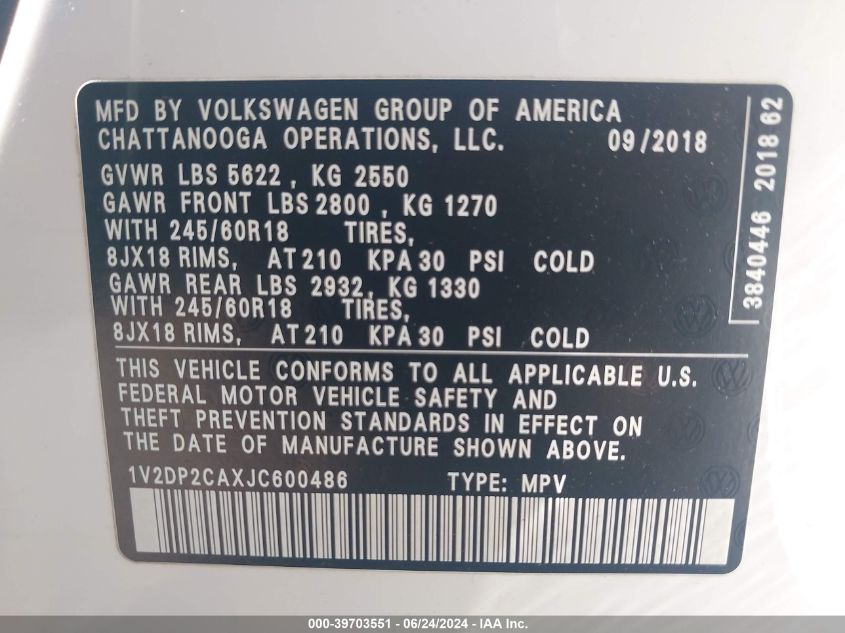 MFD BY VOLKSWAGEN GROUP OF AMERICA
CHATTANOOGA OPERATIONS, LLC. 09/2018
GVWR LBS 5622 , KG 2550
GAWR FRONT LBS 2800 , KG 1270
WITH 245/60R18 TIRES,
8JX18 RIMS, AT 210 KPA 30 PSI COLD
GAWR REAR LBS 2932, KG 1330
WITH 245/60R18 TIRES,
8JX18 RIMS, AT 210 KPA 30 PSI COLD
THIS VEHICLE CONFORMS TO ALL APPLICABLE U.S.
FEDERAL MOTOR VEHICLE SAFETY AND
THEFT PREVENTION STANDARDS IN EFFECT ON
THE DATE OF MANUFACTURE SHOWN ABOVE.
1V2DP2CAXJC600486 TYPE: MPV
3840446 2018 62
000-39703551 / 06/24/2024 - IAAI - IAA Holdings, LLC.